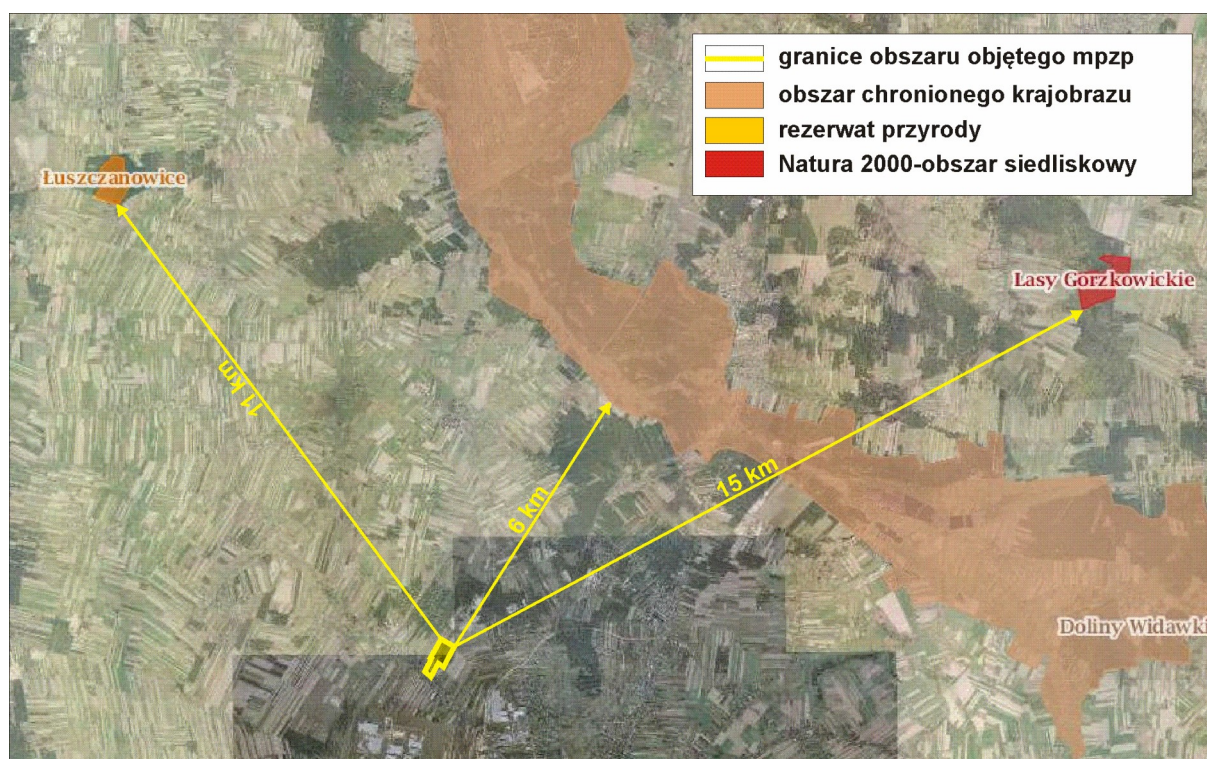 granice obszaru objętego mpzp
obszar chronionego krajobrazu
rezerwat przyrody
Natura 2000-obszar siedliskowy
Łuszczanowice
Lasy Gorzkowickie
11 km
6 km
15 km
Doliny Widawki